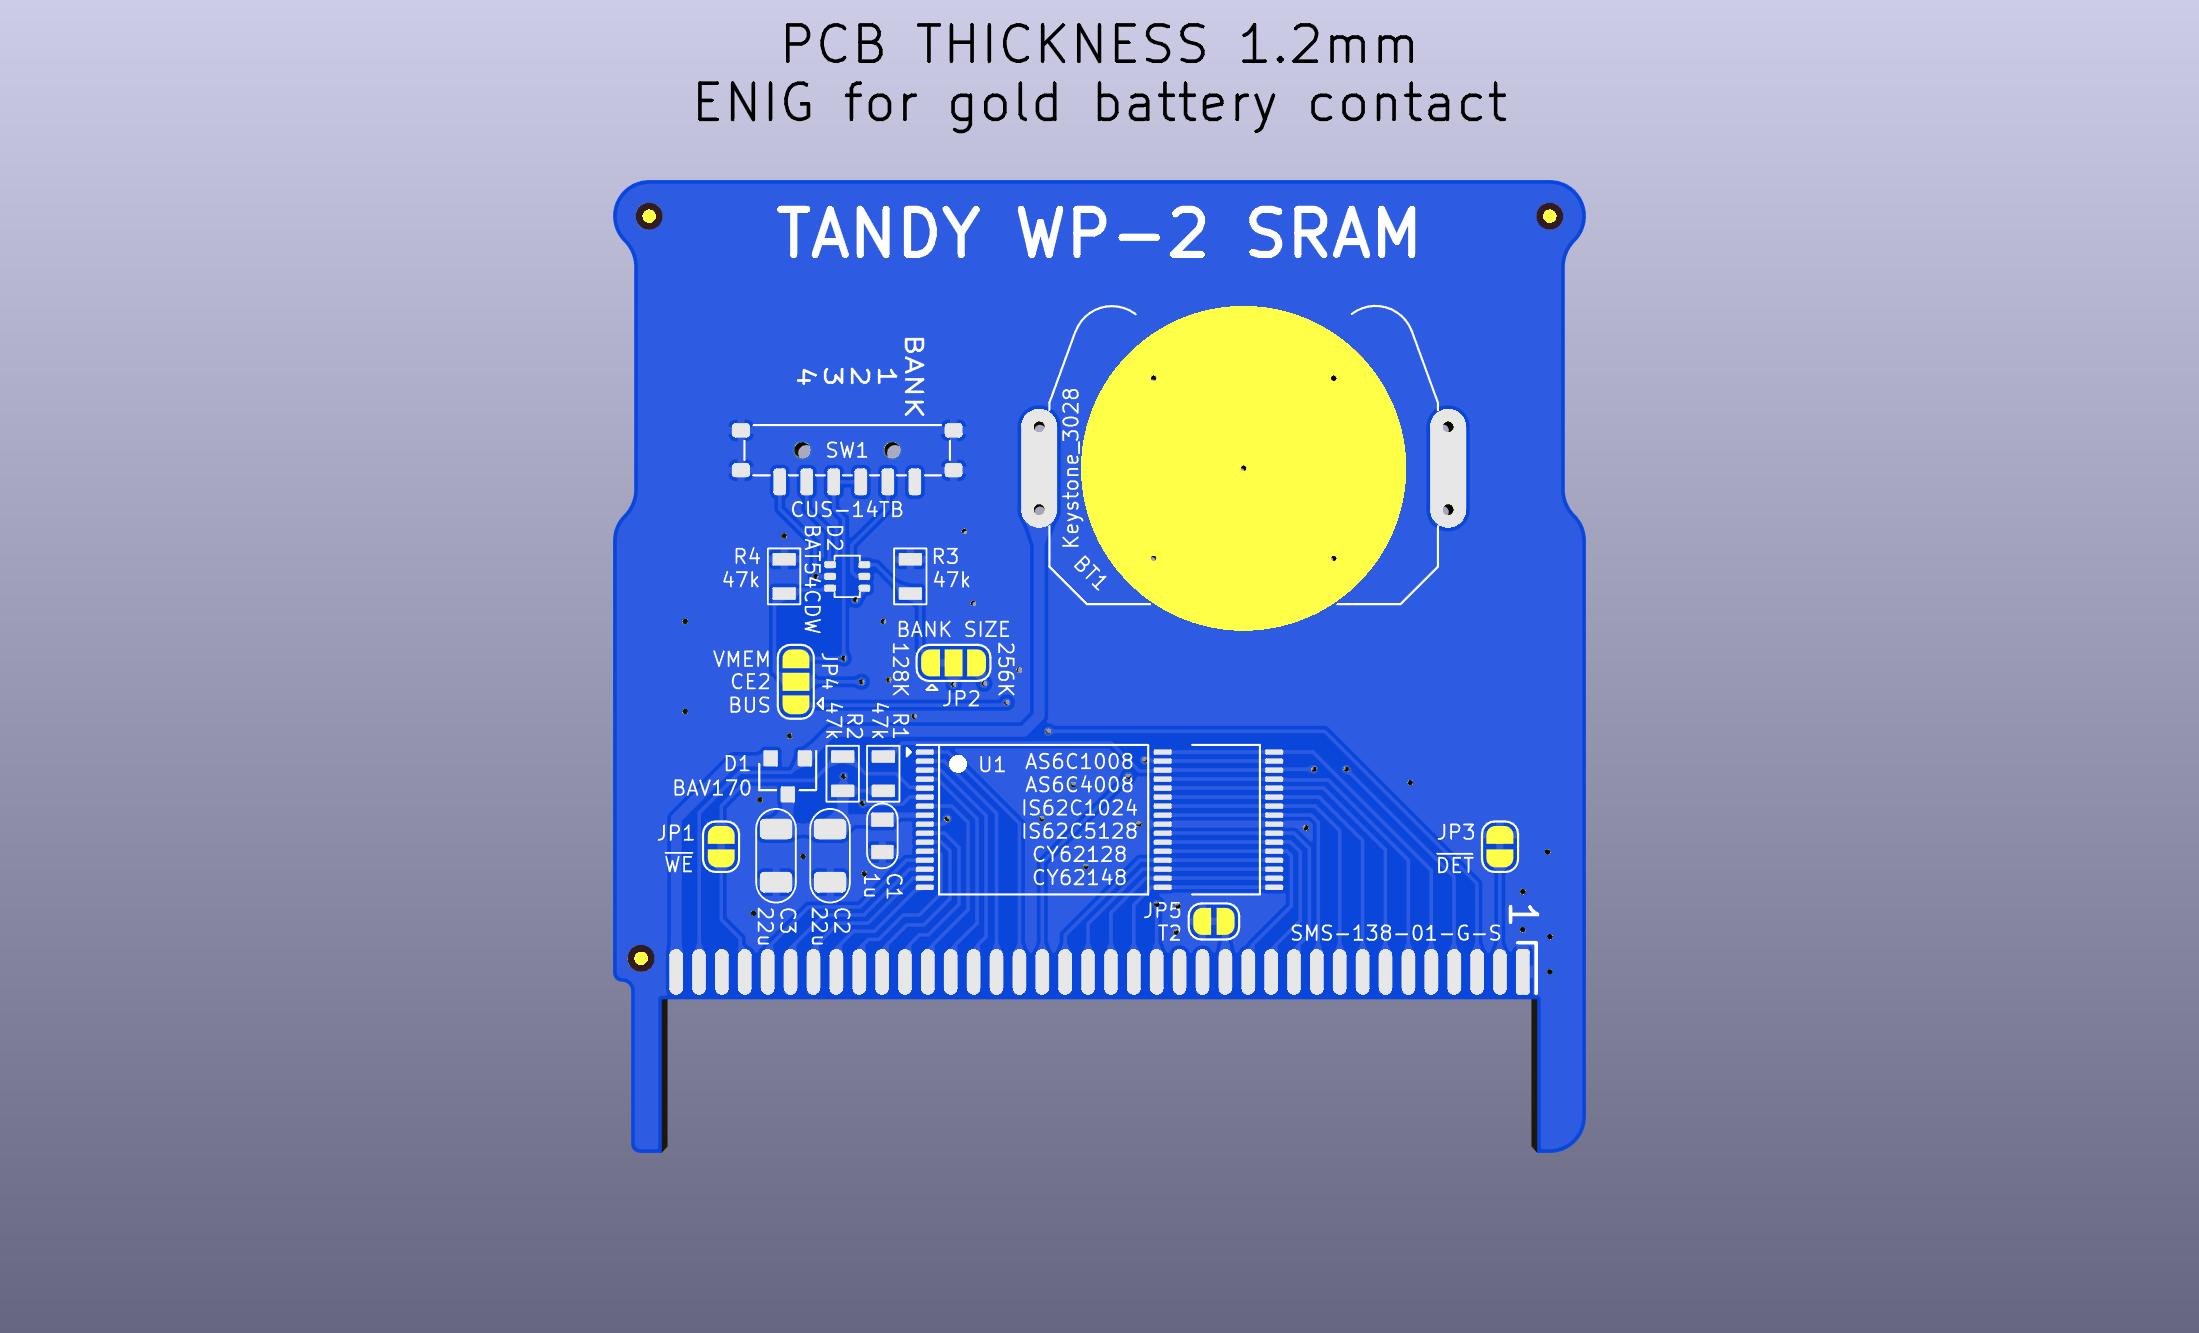 PCB THICKNESS 1.2mm
ENIG for gold battery contact
TANDY WP-2 SRAM
BANK
1
2
3
4
SW1
CUS-14TB
Keystone_3028
BT1
D2
BAT54CDW
R4
47k
R3
47k
BANK SIZE
128K
256K
JP2
VMEM
CE2
BUS
JP4
R2
47k
R1
47k
D1
BAV170
U1
AS6C1008
AS6C4008
IS62C1024
IS62C5128
CY62128
CY62148
JP1
WE
C3
22u
C2
22u
C1
1u
JP3
DET
JP5
T2
SMS-138-01-G-S
1